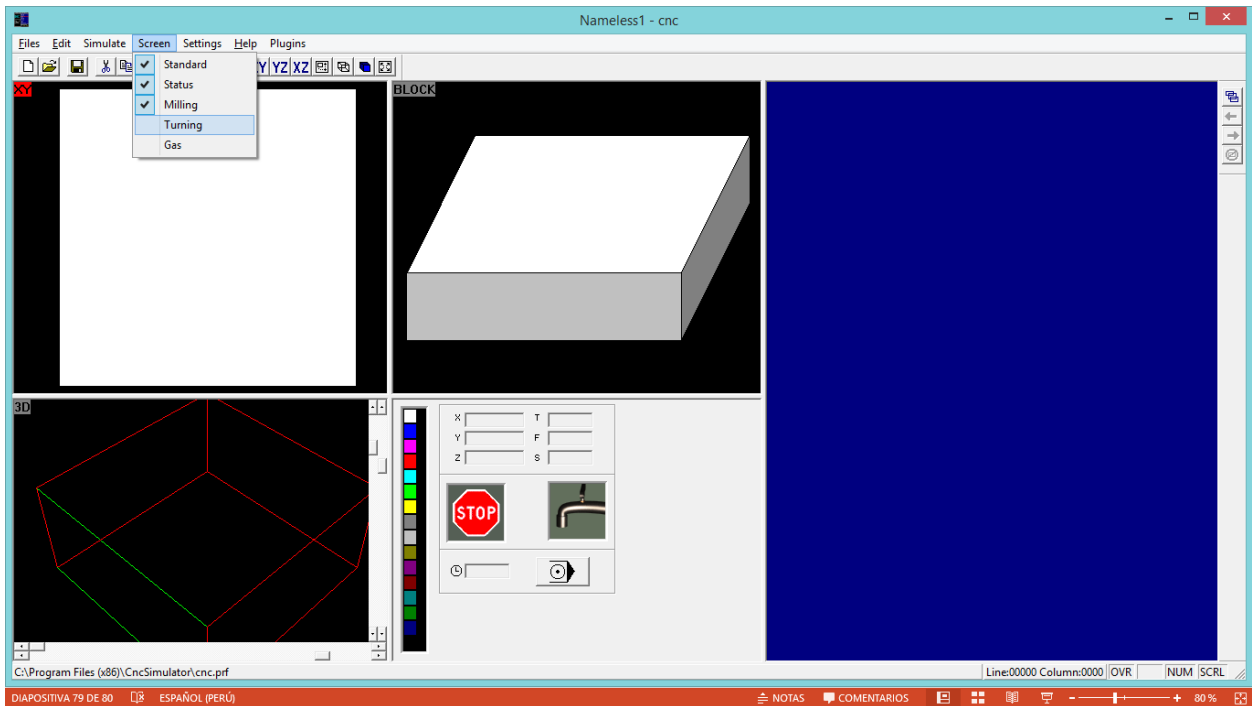 Nameless1 - cnc
Files Edit Simulate Screen Settings Help Plugins
Standard
Status
Milling
Turning
Gas
Y YZ XZ
XY
BLOCK
3D
X T
Y F
Z S
STOP
C:\Program Files (x86)\CncSimulator\cnc.prf
Line:00000 Column:0000 OVR NUM SCRL
DIAPOSITIVA 79 DE 80 ESPAÑOL (PERÚ) NOTAS COMENTARIOS 80 %